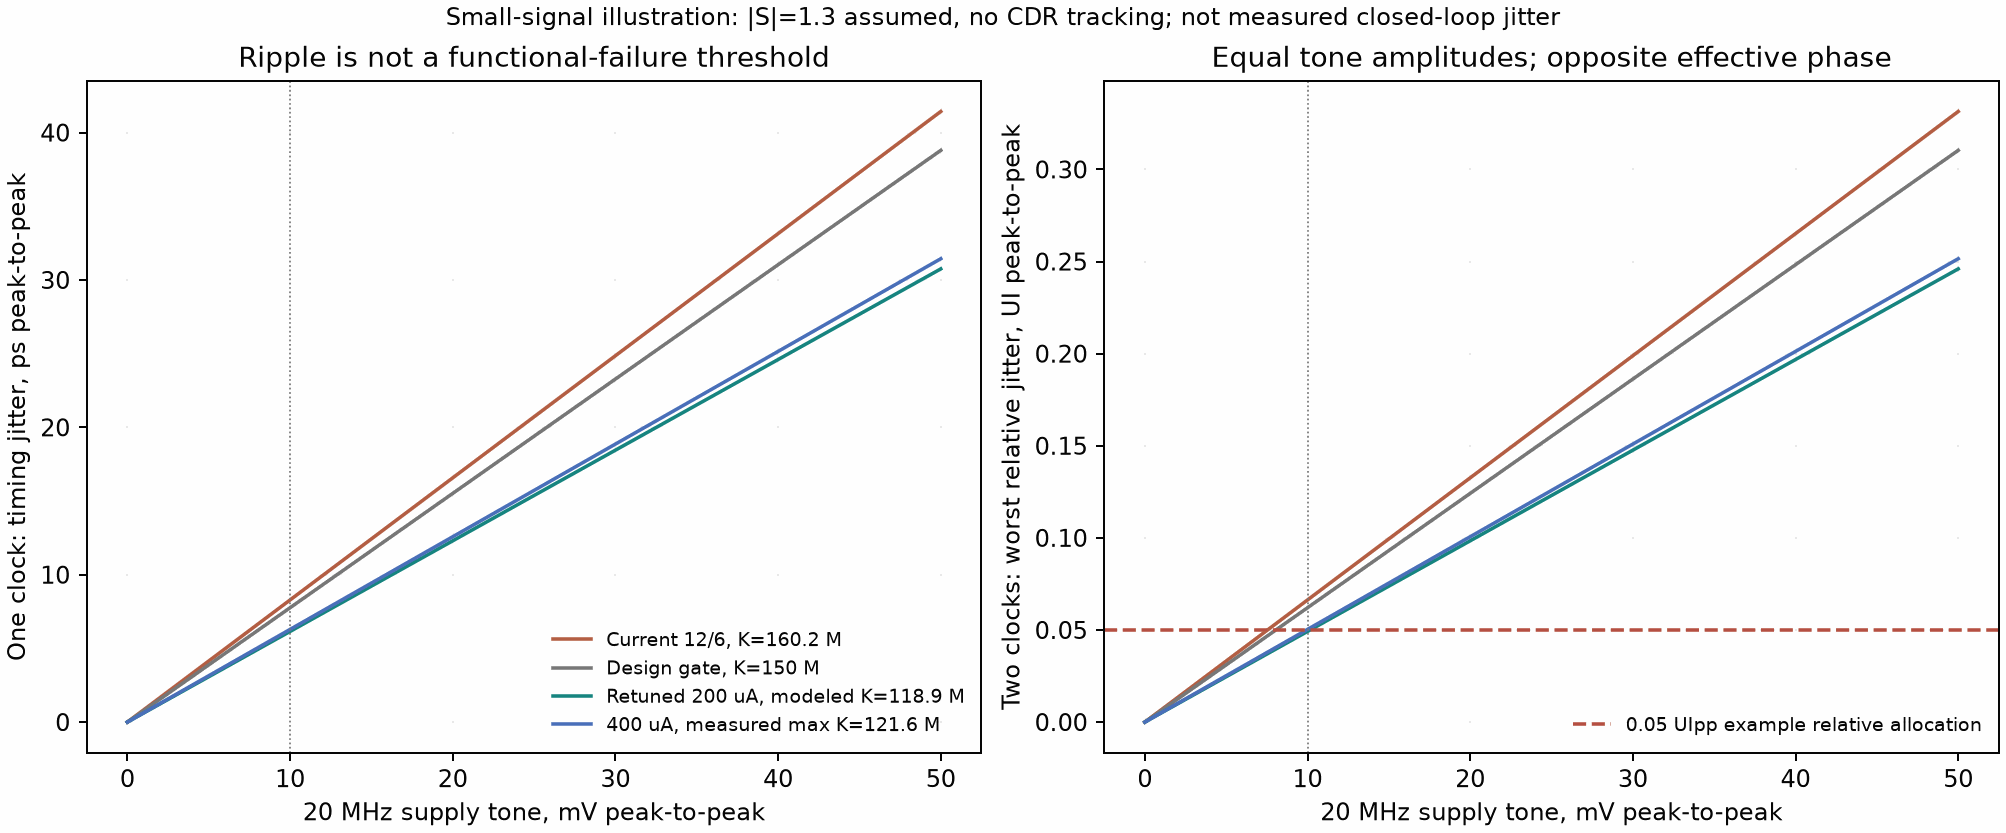 Small-signal illustration: |S|=1.3 assumed, no CDR tracking; not measured closed-loop jitter
Ripple is not a functional-failure threshold
One clock: timing jitter, ps peak-to-peak
40
30
20
10
0
Current 12/6, K=160.2 M
Design gate, K=150 M
Retuned 200 uA, modeled K=118.9 M
400 uA, measured max K=121.6 M
0 10 20 30 40 50
20 MHz supply tone, mV peak-to-peak
Equal tone amplitudes; opposite effective phase
Two clocks: worst relative jitter, UI peak-to-peak
0.30
0.25
0.20
0.15
0.10
0.05
0.00
0.05 UIpp example relative allocation
0 10 20 30 40 50
20 MHz supply tone, mV peak-to-peak